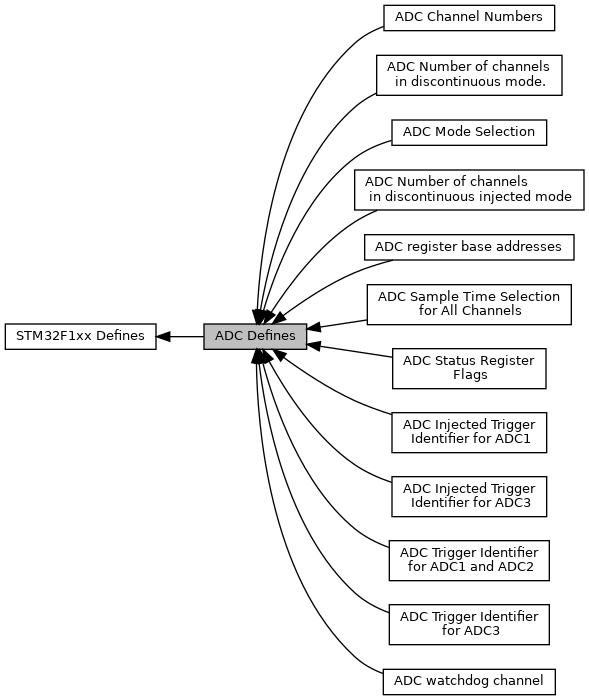 ADC Channel Numbers
ADC Number of channels
in discontinuous mode.
ADC Mode Selection
ADC Number of channels
in discontinuous injected mode
ADC register base addresses
ADC Sample Time Selection
for All Channels
STM32F1xx Defines
ADC Defines
ADC Status Register
Flags
ADC Injected Trigger
Identifier for ADC1
ADC Injected Trigger
Identifier for ADC3
ADC Trigger Identifier
for ADC1 and ADC2
ADC Trigger Identifier
for ADC3
ADC watchdog channel